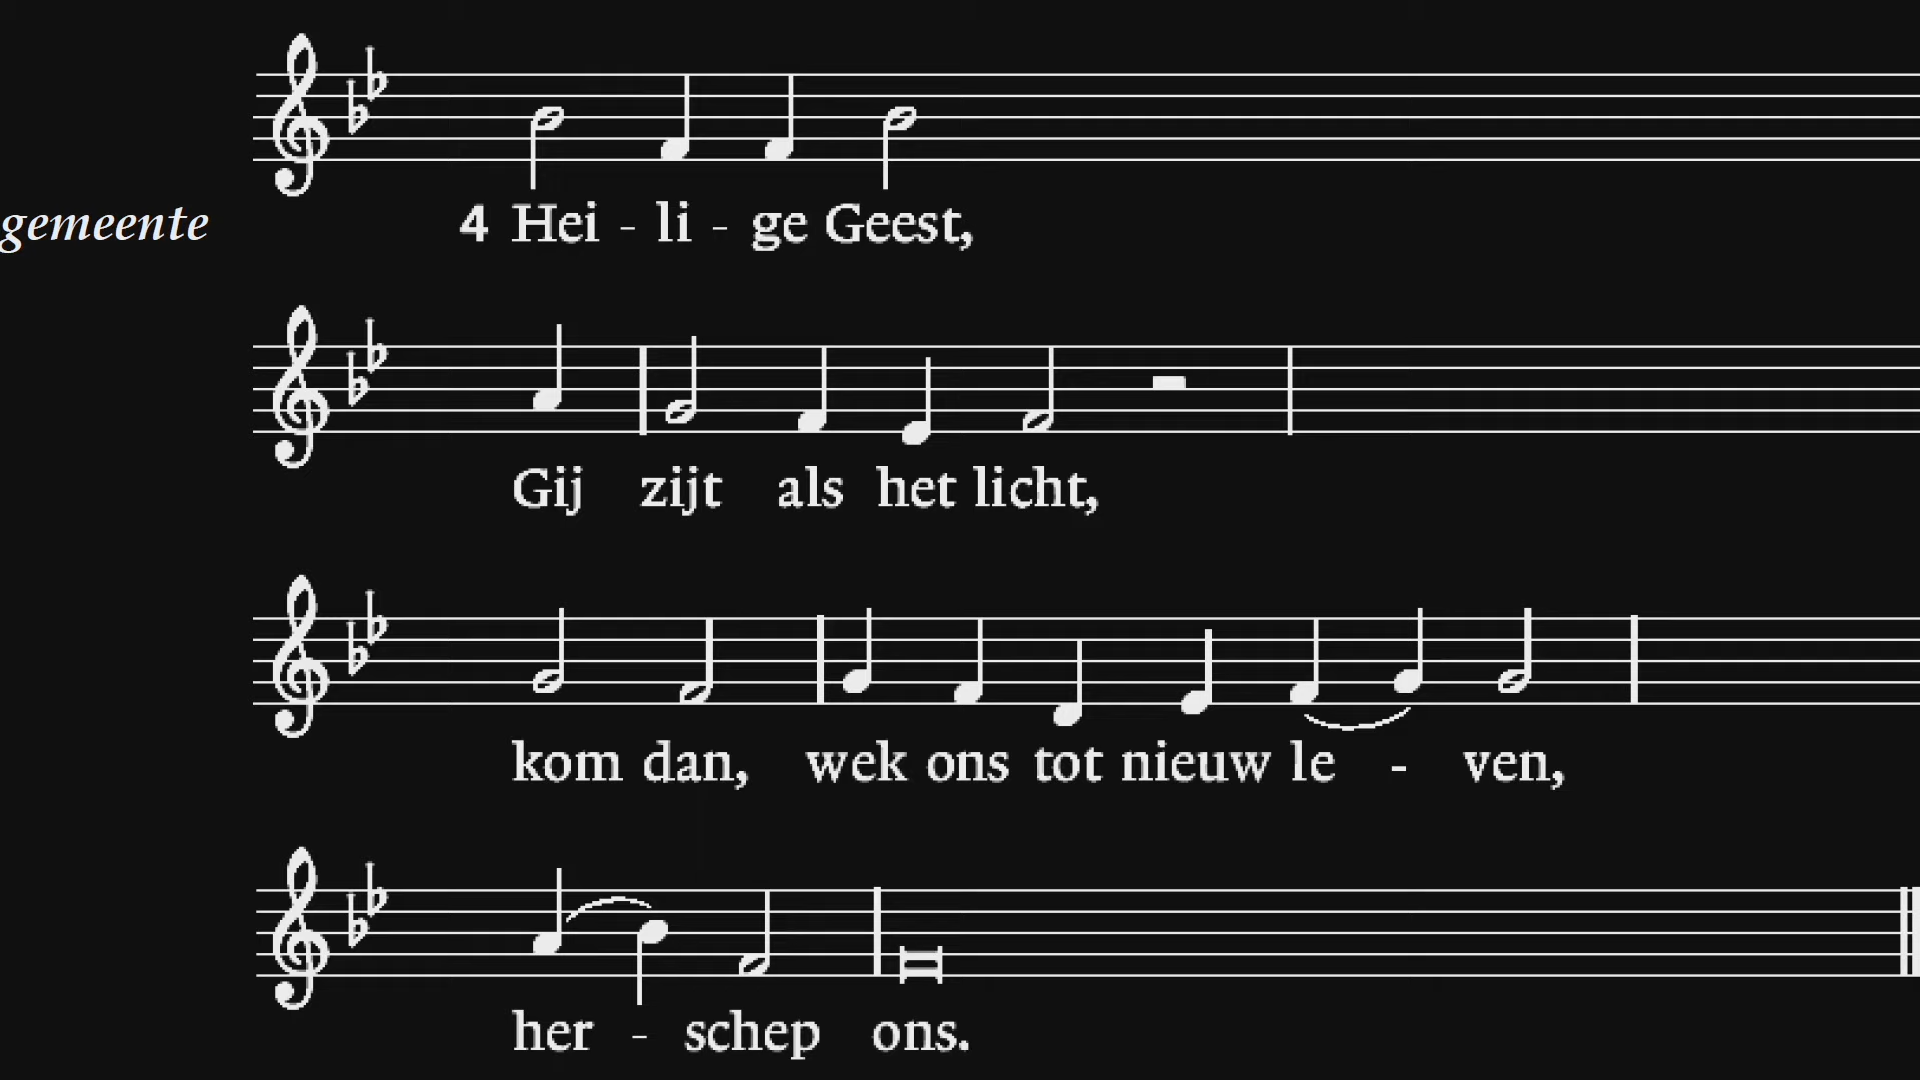 gemeente 4 Hei - li - ge Geest,
Gij zijt als het licht,
kom dan, wek ons tot nieuw le - ven,
her - schep ons.